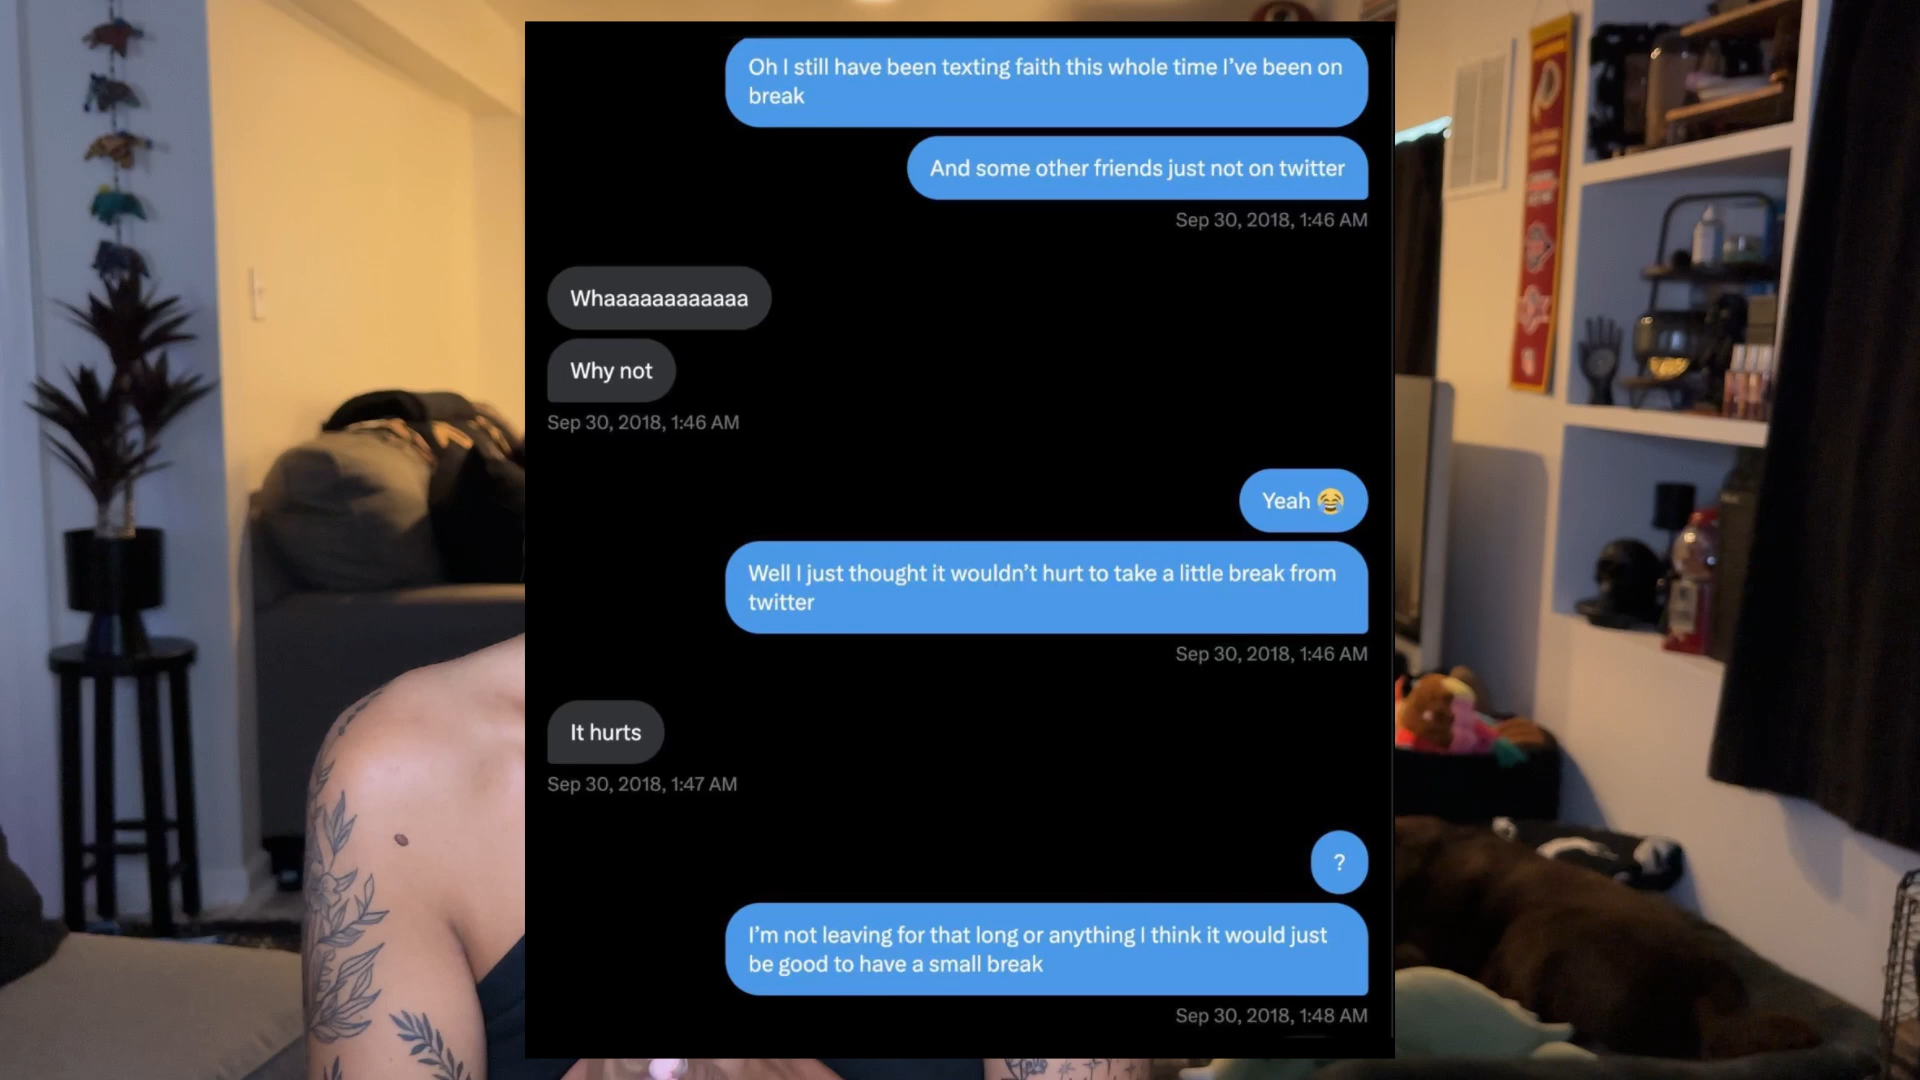 Oh I still have been texting faith this whole time I've been on
break
And some other friends just not on twitter
Sep 30, 2018, 1:46 AM
Whaaaaaaaaaaaa
Why not
Sep 30, 2018, 1:46 AM
Yeah 😂
Well I just thought it wouldn't hurt to take a little break from
twitter
Sep 30, 2018, 1:46 AM
It hurts
Sep 30, 2018, 1:47 AM
?
I'm not leaving for that long or anything I think it would just
be good to have a small break
Sep 30, 2018, 1:48 AM